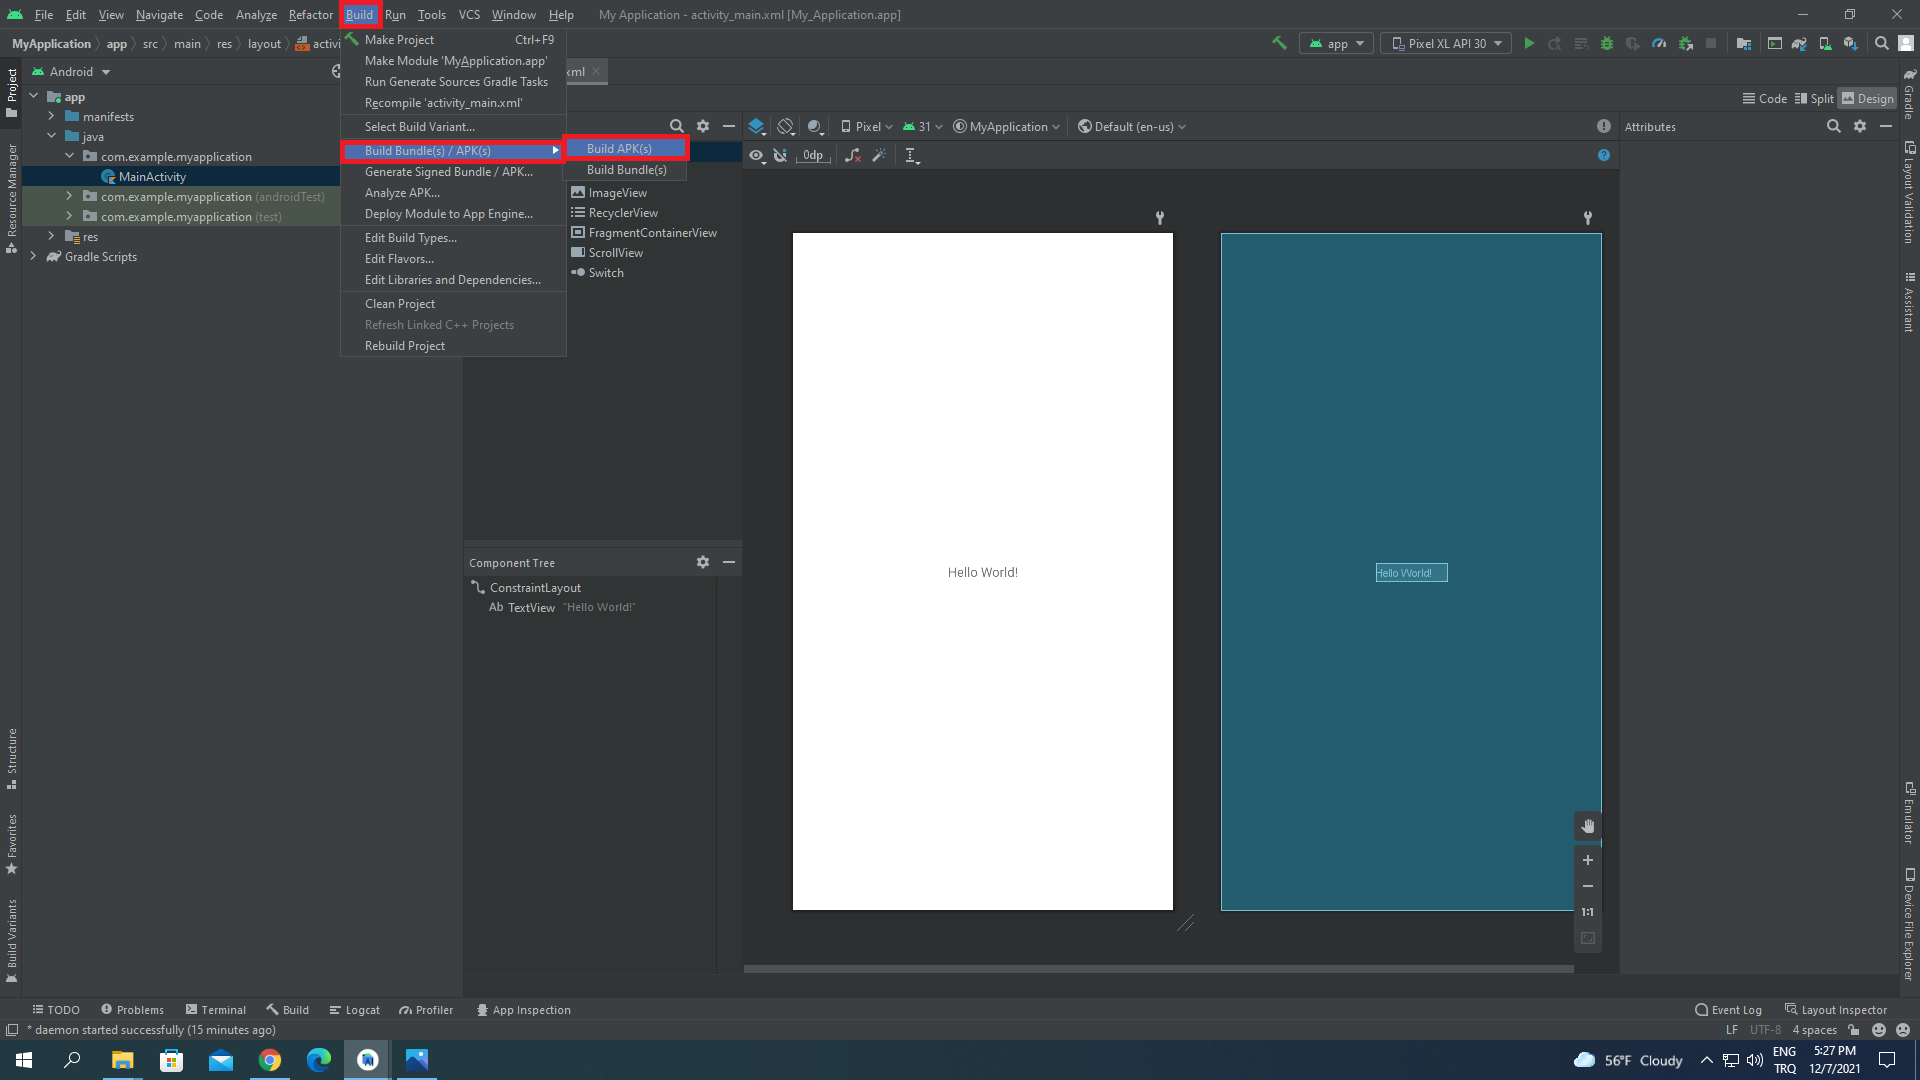 File Edit View Navigate Code Analyze Refactor Build Run Tools VCS Window Help My Application - activity_main.xml [My_Application.app]
MyApplication app src main res layout activi
app Pixel XL API 30
Android
xml
app
manifests
java
com.example.myapplication
MainActivity
com.example.myapplication (androidTest)
com.example.myapplication (test)
res
Gradle Scripts
Make Project Ctrl+F9
Make Module 'MyApplication.app'
Run Generate Sources Gradle Tasks
Recompile 'activity_main.xml'
Select Build Variant...
Build Bundle(s) / APK(s)
Generate Signed Bundle / APK...
Analyze APK...
Deploy Module to App Engine...
Edit Build Types...
Edit Flavors...
Edit Libraries and Dependencies...
Clean Project
Refresh Linked C++ Projects
Rebuild Project
Build APK(s)
Build Bundle(s)
ImageView
RecyclerView
FragmentContainerView
ScrollView
Switch
Code Split Design
Pixel 31 MyApplication Default (en-us)
0dp
Attributes
Hello World!
Hello World!
1:1
Component Tree
ConstraintLayout
Ab TextView "Hello World!"
Project
Resource Manager
Structure
Favorites
Build Variants
Gradle
Layout Validation
Assistant
Emulator
Device File Explorer
TODO Problems Terminal Build Logcat Profiler App Inspection Event Log Layout Inspector
* daemon started successfully (15 minutes ago) LF UTF-8 4 spaces
56°F Cloudy
ENG
TRQ
5:27 PM
12/7/2021